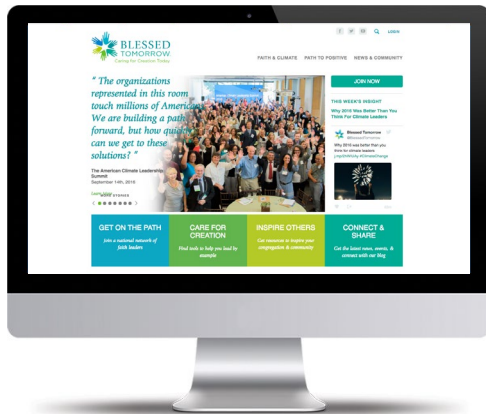 LOGIN
BLESSED
TOMORROW
Caring for Creation Today
FAITH & CLIMATE PATH TO POSITIVE NEWS & COMMUNITY
" The organizations
represented in this room
touch millions of Americans
We are building a path
forward, but how quickly
can we get to these
solutions? "
The American Climate Leadership
Summit
September 14th, 2016
MORE STORIES
JOIN NOW
THIS WEEK'S INSIGHT
Why 2016 Was Better Than You
Think For Climate Leaders
Blessed Tomorrow
@BlessedTomorrow
Why 2016 was better than you
think for climate leaders
#ClimateChange
GET ON THE PATH
Join a national network of
faith leaders
CARE FOR
CREATION
Find tools to help you lead by
example
INSPIRE OTHERS
Get resources to inspire your
congregation & community
CONNECT &
SHARE
Get the latest news, events, &
connect with our blog